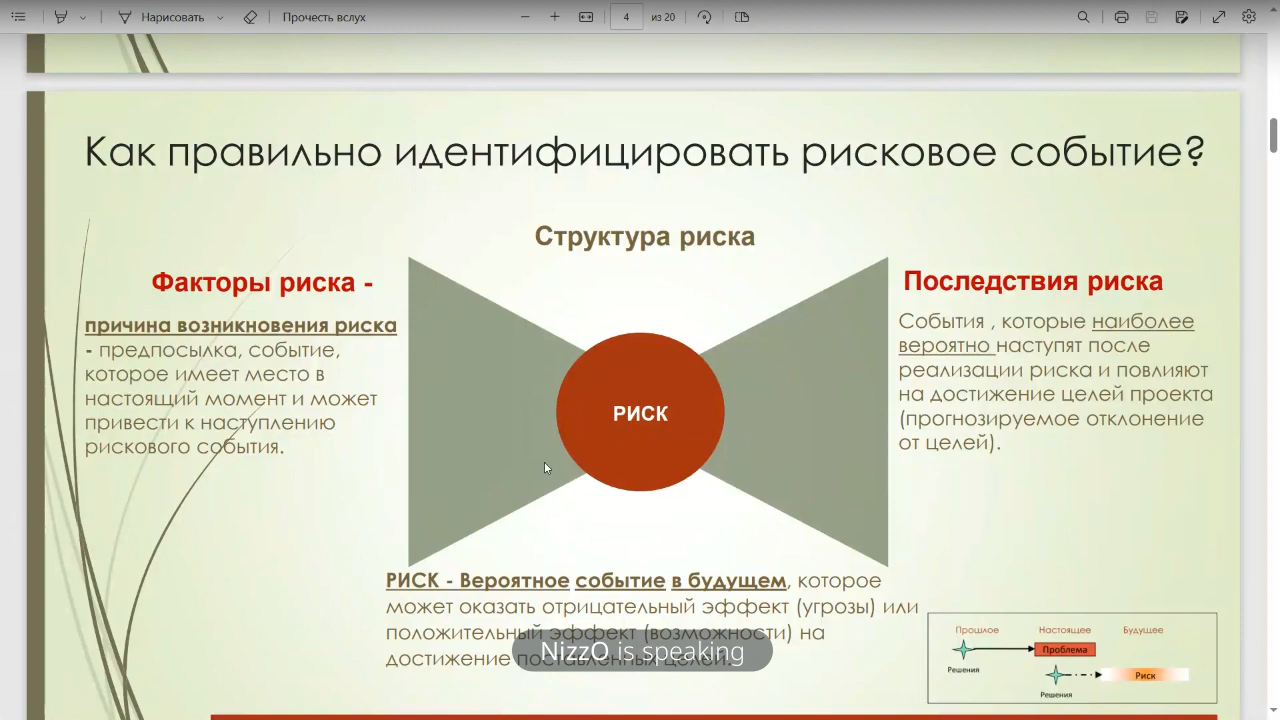 Нарисовать
Прочесть вслух
4
из 20
Как правильно идентифицировать рисковое событие?
Структура риска
Факторы риска -
причина возникновения риска
- предпосылка, событие,
которое имеет место в
настоящий момент и может
привести к наступлению
рискового события.
РИСК
Последствия риска
События , которые наиболее
вероятно наступят после
реализации риска и повлияют
на достижение целей проекта
(прогнозируемое отклонение
от целей).
РИСК - Вероятное событие в будущем, которое
может оказать отрицательный эффект (угрозы) или
положительный эффект (возможности) на
достижение поставленных целей.
NizzO is speaking
Прошлое Настоящее Будущее
Проблема
Решения
Риск
Решения